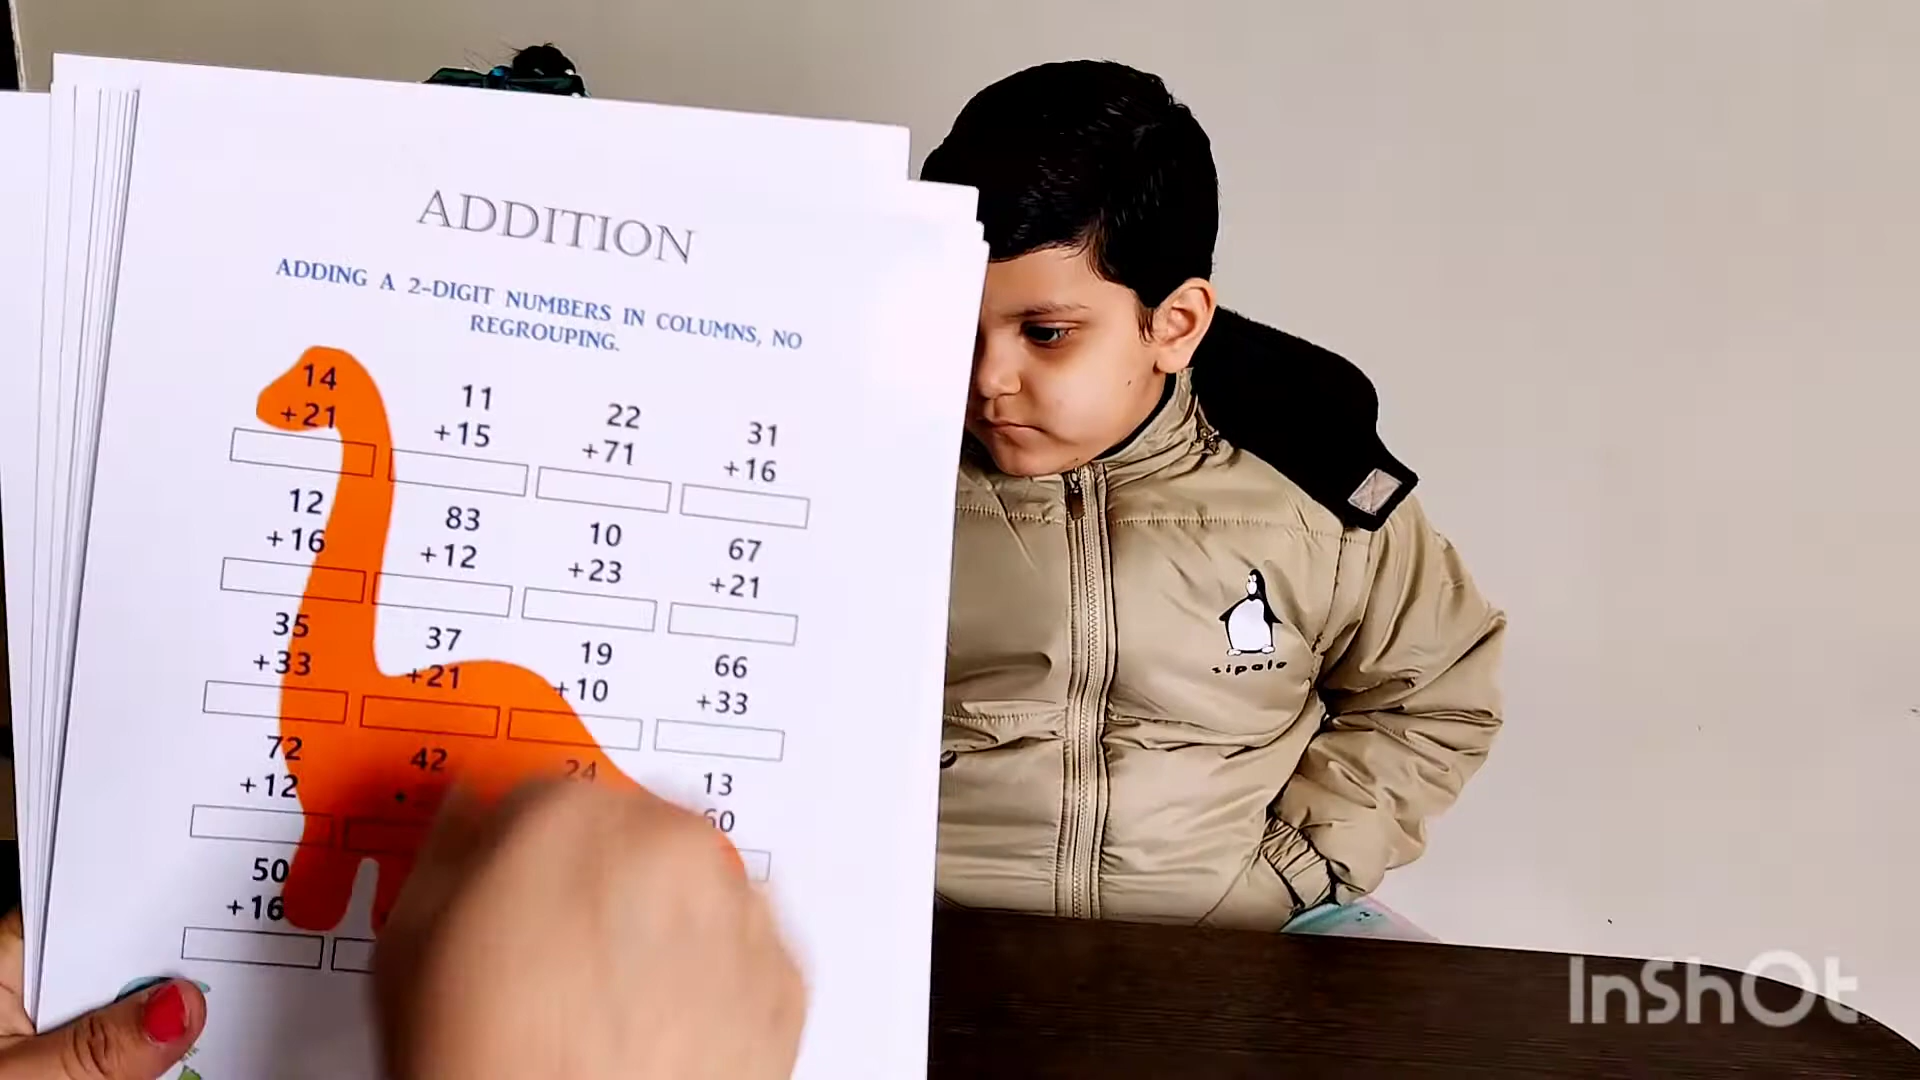 ADDITION
ADDING A 2-DIGIT NUMBERS IN COLUMNS, NO
REGROUPING.
14 11 22 31
+21 +15 +71 +16
12 83 10 67
+16 +12 +23 +21
35 37 19 66
+33 +21 +10 +33
72 42 24 13
+12 60
50
+16
sipolo
InShOt